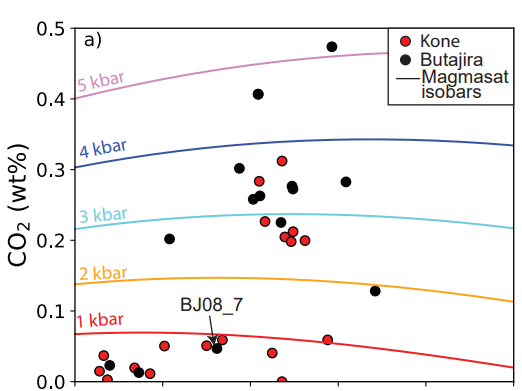 0.5
a)
Kone
Butajira
Magmasat
isobars
5 kbar
0.4
4 kbar
0.3
CO₂ (wt%)
3 kbar
0.2
2 kbar
BJ08_7
0.1
1 kbar
0.0